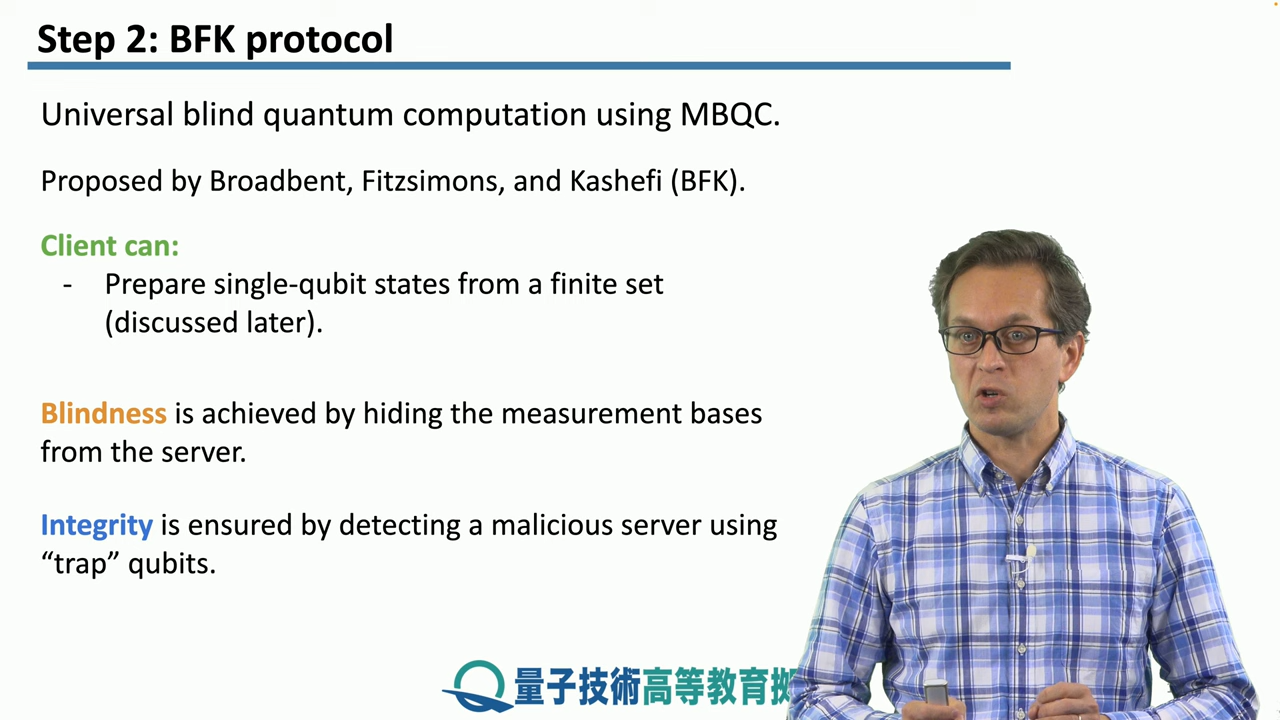 Step 2: BFK protocol
Universal blind quantum computation using MBQC.
Proposed by Broadbent, Fitzsimons, and Kashefi (BFK).
Client can:
- Prepare single-qubit states from a finite set
(discussed later).
Blindness is achieved by hiding the measurement bases
from the server.
Integrity is ensured by detecting a malicious server using
“trap” qubits.
量子技術高等教育拠